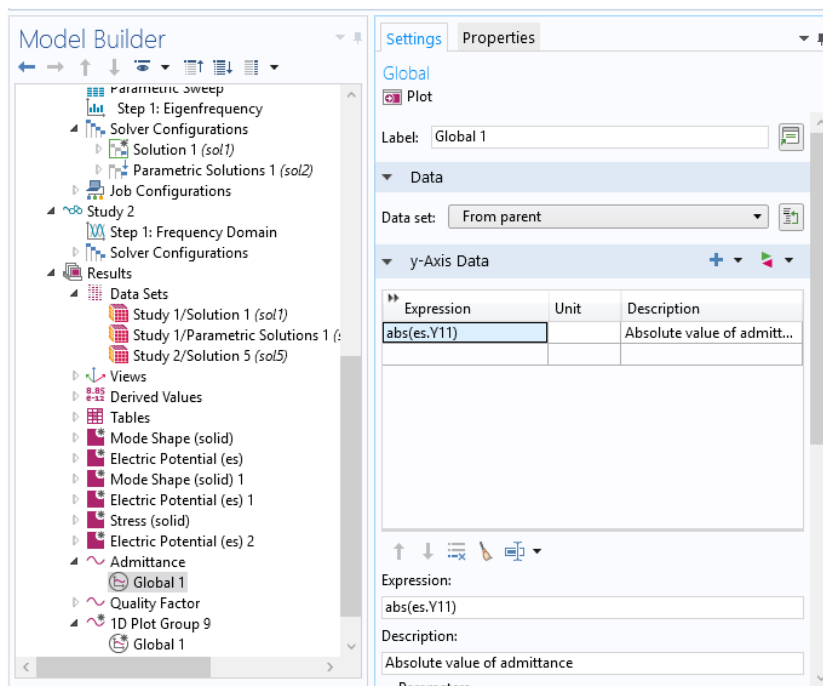 Model Builder
Parametric Sweep
Step 1: Eigenfrequency
Solver Configurations
Solution 1 (sol1)
Parametric Solutions 1 (sol2)
Job Configurations
Study 2
Step 1: Frequency Domain
Solver Configurations
Results
Data Sets
Study 1/Solution 1 (sol1)
Study 1/Parametric Solutions 1 (s
Study 2/Solution 5 (sol5)
Views
8.85
e-12
Derived Values
Tables
Mode Shape (solid)
Electric Potential (es)
Mode Shape (solid) 1
Electric Potential (es) 1
Stress (solid)
Electric Potential (es) 2
Admittance
Global 1
Quality Factor
1D Plot Group 9
Global 1
Settings Properties
Global
Plot
Label: Global 1
Data
Data set: From parent
y-Axis Data
Expression Unit Description
abs(es.Y11) Absolute value of admitt...
Expression:
abs(es.Y11)
Description:
Absolute value of admittance
Parameters